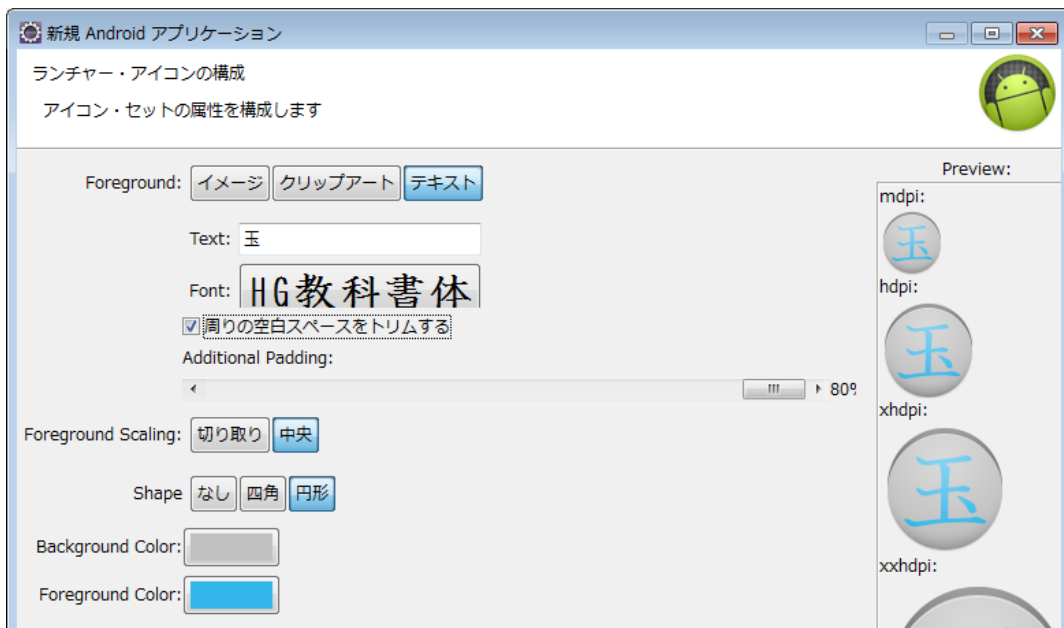 新規 Android アプリケーション
ランチャー・アイコンの構成
アイコン・セットの属性を構成します
Foreground: イメージ クリップアート テキスト
Text: 玉
Font: HG教科書体
周りの空白スペースをトリムする
Additional Padding:
80%
Foreground Scaling: 切り取り 中央
Shape なし 四角 円形
Background Color:
Foreground Color:
Preview:
mdpi:
玉
hdpi:
玉
xhdpi:
玉
xxhdpi: